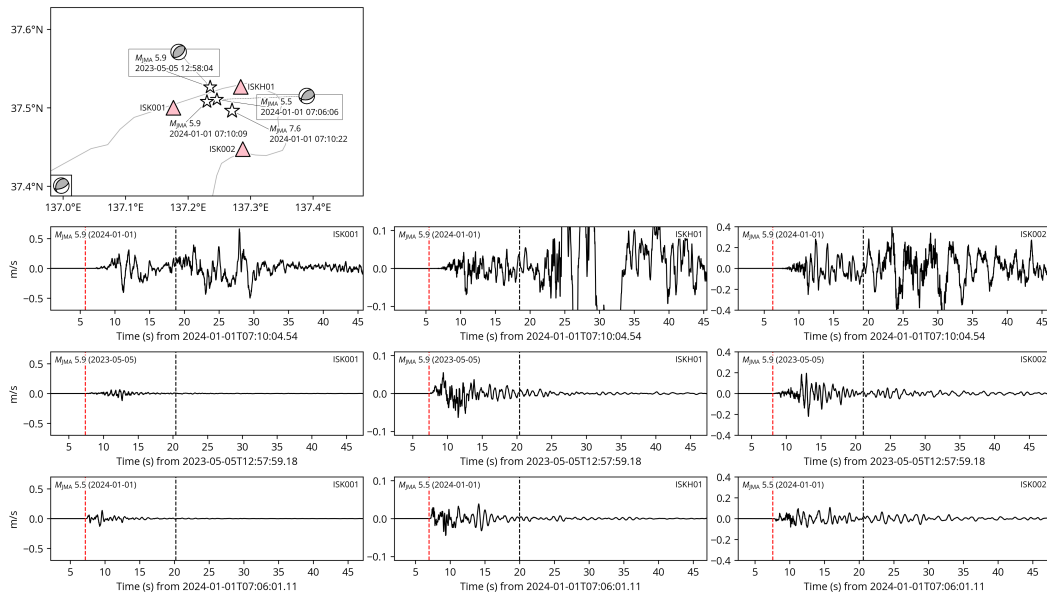 37.6°N
37.5°N
37.4°N
137.0°E 137.1°E 137.2°E 137.3°E 137.4°E
MJMA 5.9
2023-05-05 12:58:04
ISKH01
ISK001
MJMA 5.5
2024-01-01 07:06:06
MJMA 5.9
2024-01-01 07:10:09
MJMA 7.6
2024-01-01 07:10:22
ISK002
MJMA 5.9 (2024-01-01) ISK001
m/s
0.5
0.0
−0.5
5 10 15 20 25 30 35 40 45
Time (s) from 2024-01-01T07:10:04.54
MJMA 5.9 (2024-01-01) ISKH01
0.1
0.0
−0.1
5 10 15 20 25 30 35 40 45
Time (s) from 2024-01-01T07:10:04.54
MJMA 5.9 (2024-01-01) ISK002
0.4
0.2
0.0
−0.2
−0.4
5 10 15 20 25 30 35 40 45
Time (s) from 2024-01-01T07:10:04.54
MJMA 5.9 (2023-05-05) ISK001
m/s
0.5
0.0
−0.5
5 10 15 20 25 30 35 40 45
Time (s) from 2023-05-05T12:57:59.18
MJMA 5.9 (2023-05-05) ISKH01
0.1
0.0
−0.1
5 10 15 20 25 30 35 40 45
Time (s) from 2023-05-05T12:57:59.18
MJMA 5.9 (2023-05-05) ISK002
0.4
0.2
0.0
−0.2
−0.4
5 10 15 20 25 30 35 40 45
Time (s) from 2023-05-05T12:57:59.18
MJMA 5.5 (2024-01-01) ISK001
m/s
0.5
0.0
−0.5
5 10 15 20 25 30 35 40 45
Time (s) from 2024-01-01T07:06:01.11
MJMA 5.5 (2024-01-01) ISKH01
0.1
0.0
−0.1
5 10 15 20 25 30 35 40 45
Time (s) from 2024-01-01T07:06:01.11
MJMA 5.5 (2024-01-01) ISK002
0.4
0.2
0.0
−0.2
−0.4
5 10 15 20 25 30 35 40 45
Time (s) from 2024-01-01T07:06:01.11